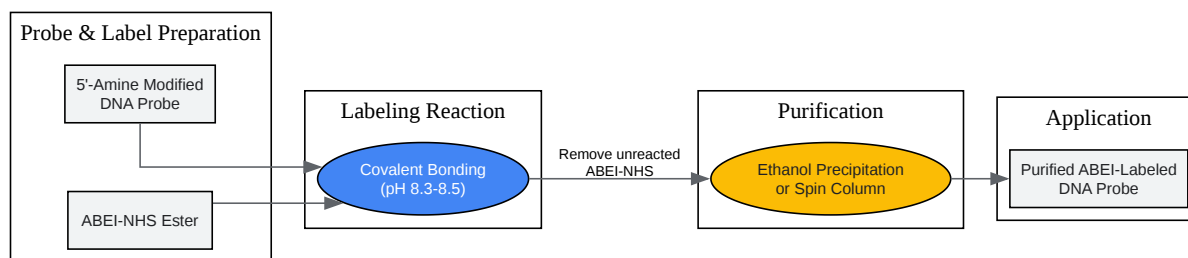 Probe & Label Preparation
5'-Amine Modified
DNA Probe
ABEI-NHS Ester
Labeling Reaction
Covalent Bonding
(pH 8.3-8.5)
Remove unreacted
ABEI-NHS
Purification
Ethanol Precipitation
or Spin Column
Application
Purified ABEI-Labeled
DNA Probe